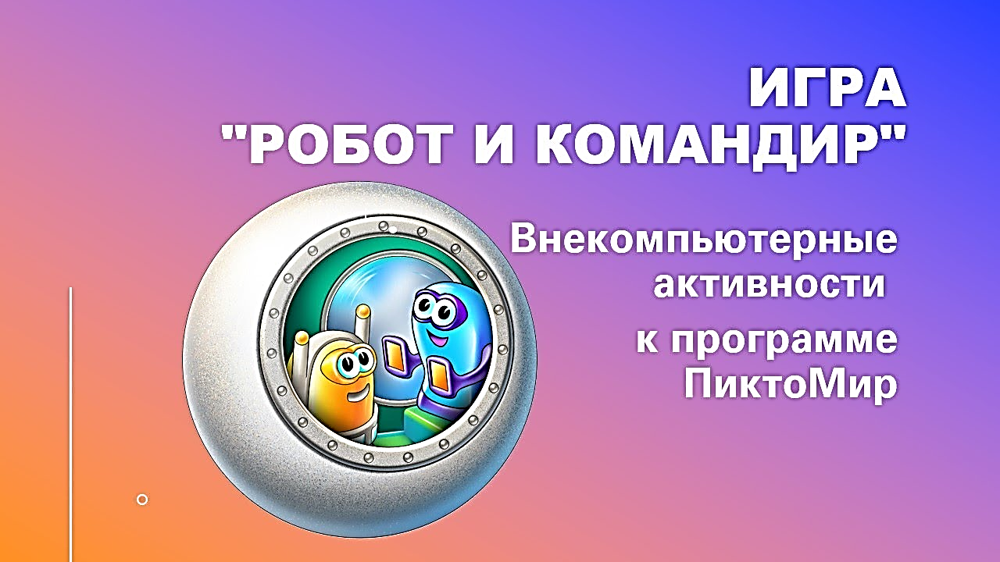 ИГРА
"РОБОТ И КОМАНДИР"
Внекомпьютерные
активности
к программе
ПиктоМир